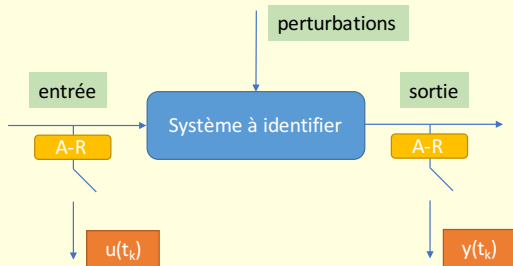 perturbations
entrée
sortie
Système à identifier
A-R
A-R
u(tₖ)
y(tₖ)